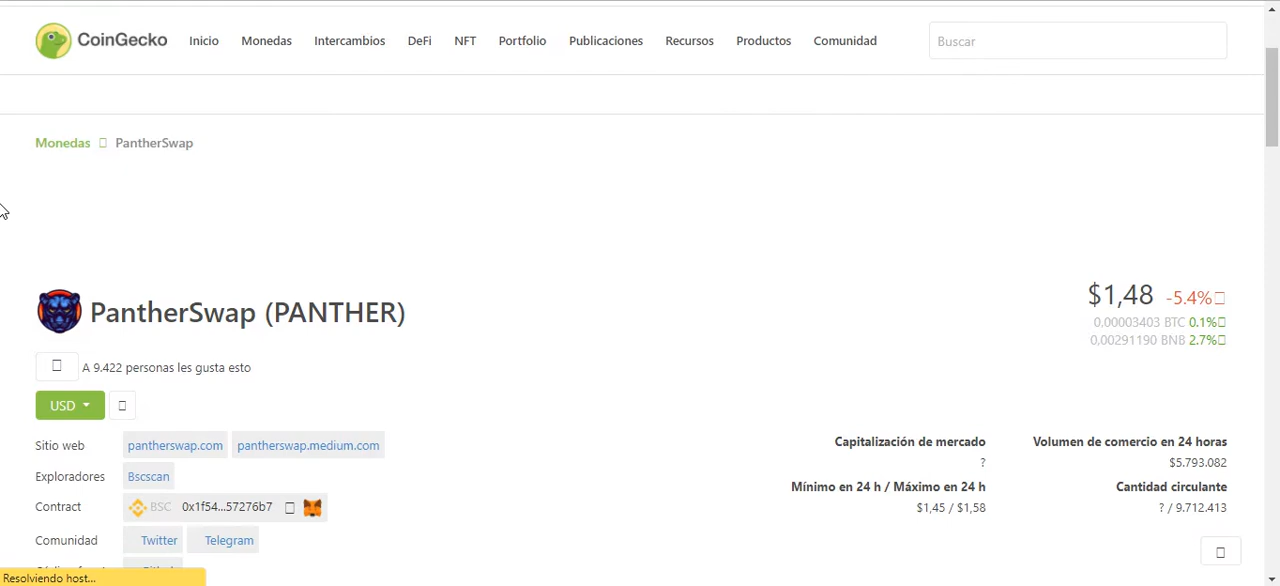 CoinGecko Inicio Monedas Intercambios DeFi NFT Portfolio Publicaciones Recursos Productos Comunidad Buscar
Monedas PantherSwap
PantherSwap (PANTHER)
$1,48 -5.4%
0,00003403 BTC 0.1%
0,00291190 BNB 2.7%
A 9.422 personas les gusta esto
USD
Sitio web pantherswap.com pantherswap.medium.com
Exploradores Bscscan
Contract BSC 0x1f54...57276b7
Comunidad Twitter Telegram
Capitalización de mercado
?
Volumen de comercio en 24 horas
$5.793.082
Mínimo en 24 h / Máximo en 24 h
$1,45 / $1,58
Cantidad circulante
? / 9.712.413
Resolviendo host...